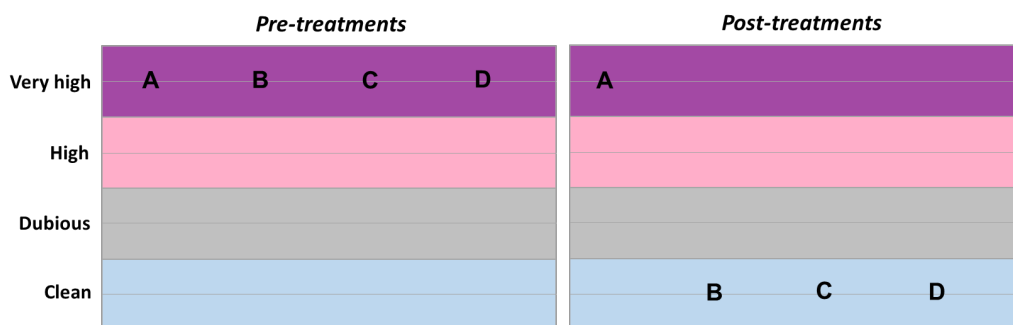 Pre-treatments Post-treatments
Very high A B C D A
High
Dubious
Clean B C D